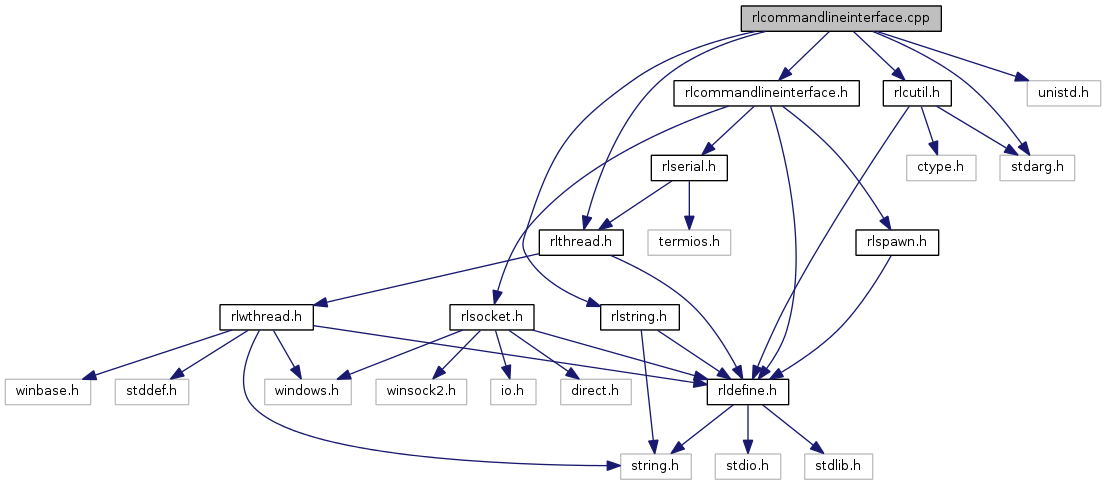 rlcommandlineinterface.cpp
rlcommandlineinterface.h
rlcutil.h
unistd.h
rlserial.h
ctype.h
stdarg.h
rlthread.h
termios.h
rlspawn.h
rlwthread.h
rlsocket.h
rlstring.h
winbase.h
stddef.h
windows.h
winsock2.h
io.h
direct.h
rldefine.h
string.h
stdio.h
stdlib.h